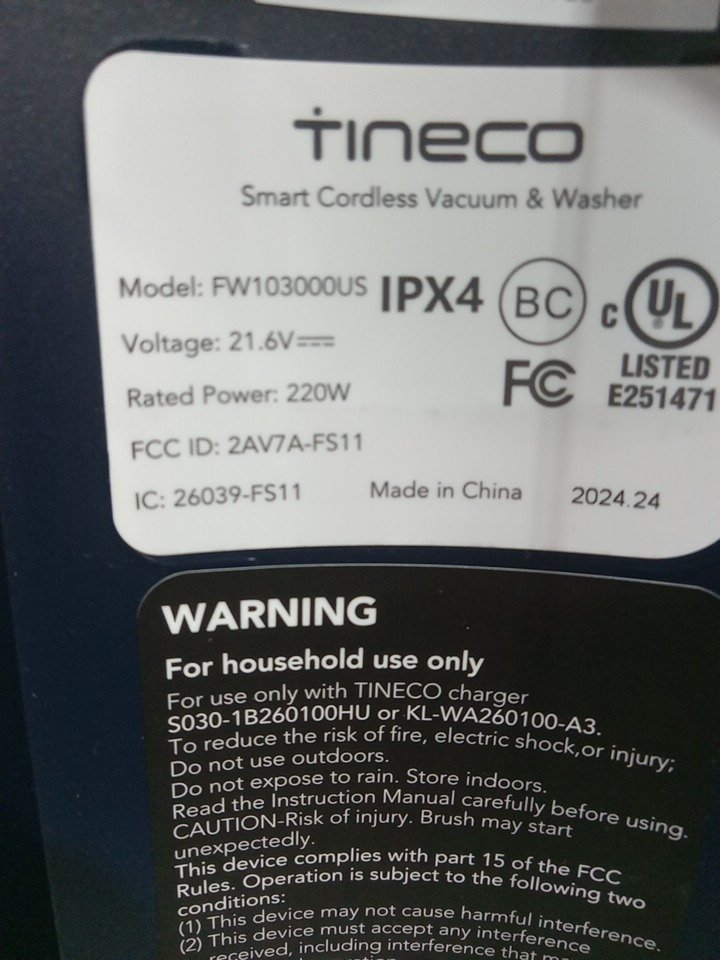 TINECO
Smart Cordless Vacuum & Washer
Model: FW103000US
IPX4
BC
c UL
LISTED
E251471
Voltage: 21.6V
Rated Power: 220W
FC
FCC ID: 2AV7A-FS11
IC: 26039-FS11
Made in China
2024.24
WARNING
For household use only
For use only with TINECO charger
S030-1B260100HU or KL-WA260100-A3.
To reduce the risk of fire, electric shock,or injury;
Do not use outdoors.
Do not expose to rain. Store indoors.
Read the Instruction Manual carefully before using.
CAUTION-Risk of injury. Brush may start
unexpectedly.
This device complies with part 15 of the FCC
Rules. Operation is subject to the following two
conditions:
(1) This device may not cause harmful interference.
(2) This device must accept any interference
received, including interference that